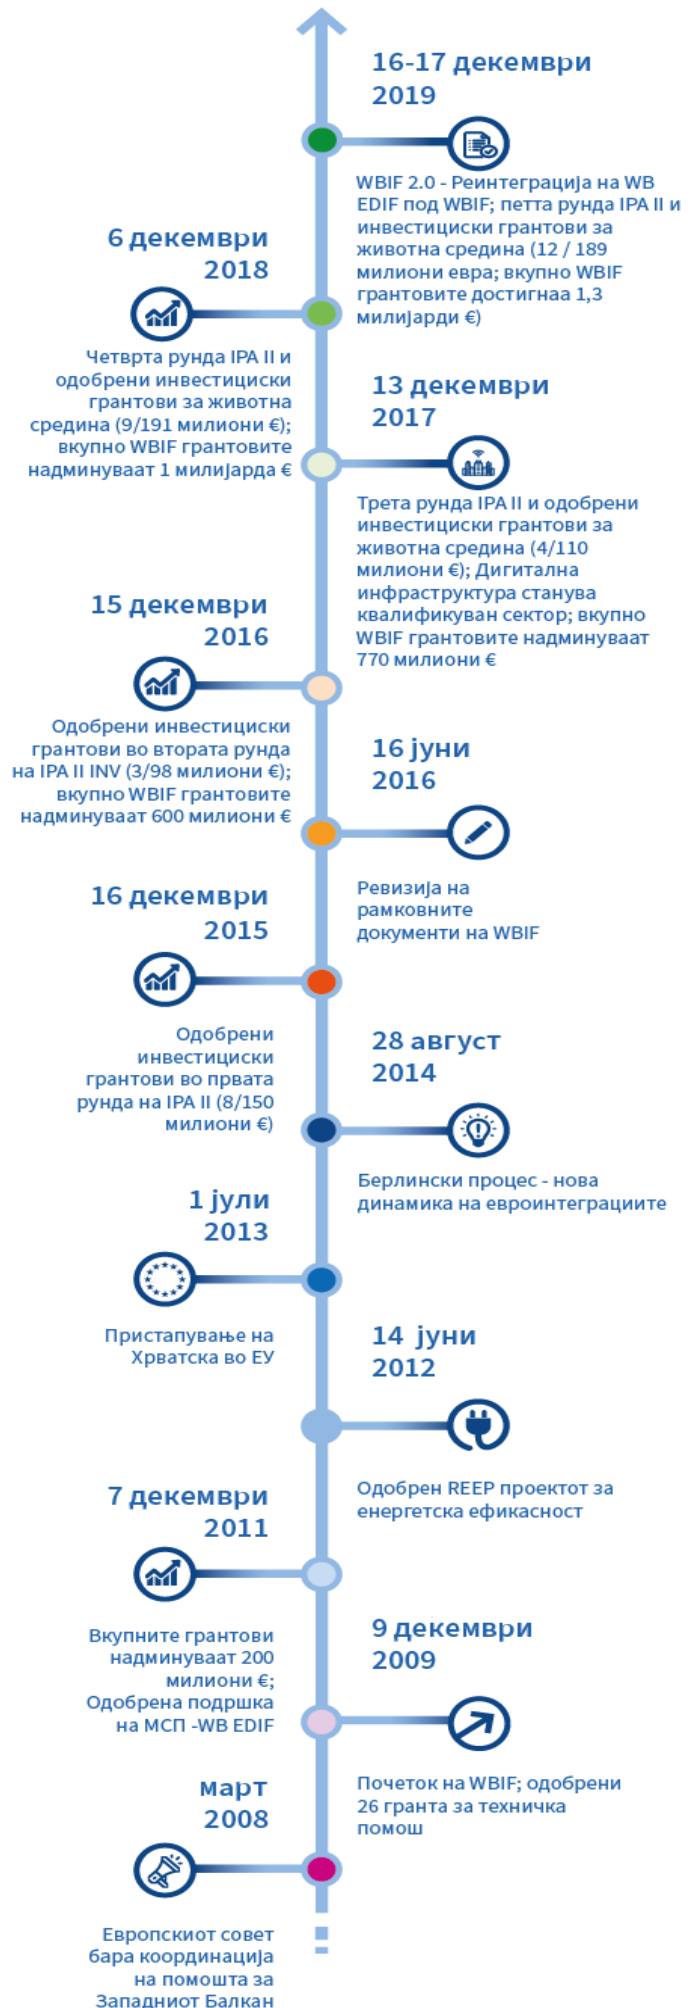 16-17 декември
2019
WBIF 2.0 - Реинтеграција на WB
EDIF под WBIF; петта рунда IPA II и
инвестициски грантови за
животна средина (12 / 189
милиони евра; вкупно WBIF
грантовите достигнаа 1,3
милијарди €)
6 декември
2018
Четврта рунда IPA II и
одобрени инвестициски
грантови за животна
средина (9/191 милиони €);
вкупно WBIF грантовите
надминуваат 1 милијарда €
13 декември
2017
Трета рунда IPA II и одобрени
инвестициски грантови за
животна средина (4/110
милиони €); Дигитална
инфраструктура станува
квалификуван сектор; вкупно
WBIF грантовите надминуваат
770 милиони €
15 декември
2016
Одобрени инвестициски
грантови во втората рунда
на IPA II INV (3/98 милиони €);
вкупно WBIF грантовите
надминуваат 600 милиони €
16 јуни
2016
Ревизија на
рамковните
документи на WBIF
16 декември
2015
Одобрени
инвестициски
грантови во првата
рунда на IPA II (8/150
милиони €)
28 август
2014
Берлински процес - нова
динамика на евроинтеграциите
1 јули
2013
Пристапување на
Хрватска во ЕУ
14 јуни
2012
Одобрен REEP проектот за
енергетска ефикасност
7 декември
2011
Вкупните грантови
надминуваат 200
милиони €;
Одобрена подршка
на МСП -WB EDIF
9 декември
2009
Почеток на WBIF; одобрени
26 гранта за техничка
помош
март
2008
Европскиот совет
бара координација
на помошта за
Западниот Балкан